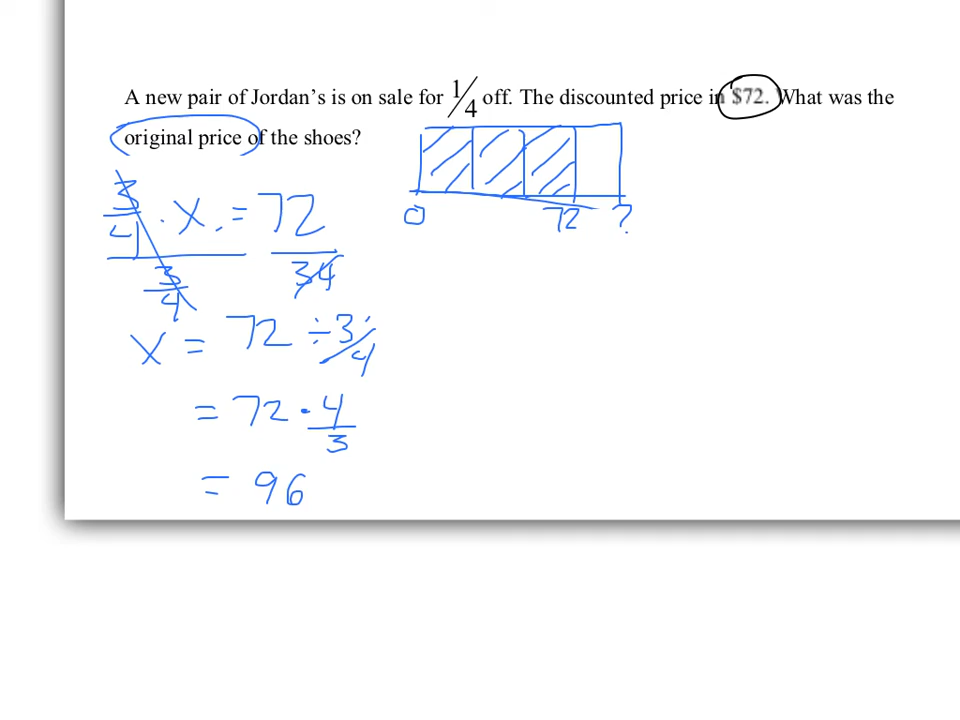 A new pair of Jordan's is on sale for 1/4 off. The discounted price in $72. What was the
original price of the shoes?
0 72 ?
3/4 · x = 72
3/4 34
x = 72 ÷ 3/4
= 72 · 4/3
= 96